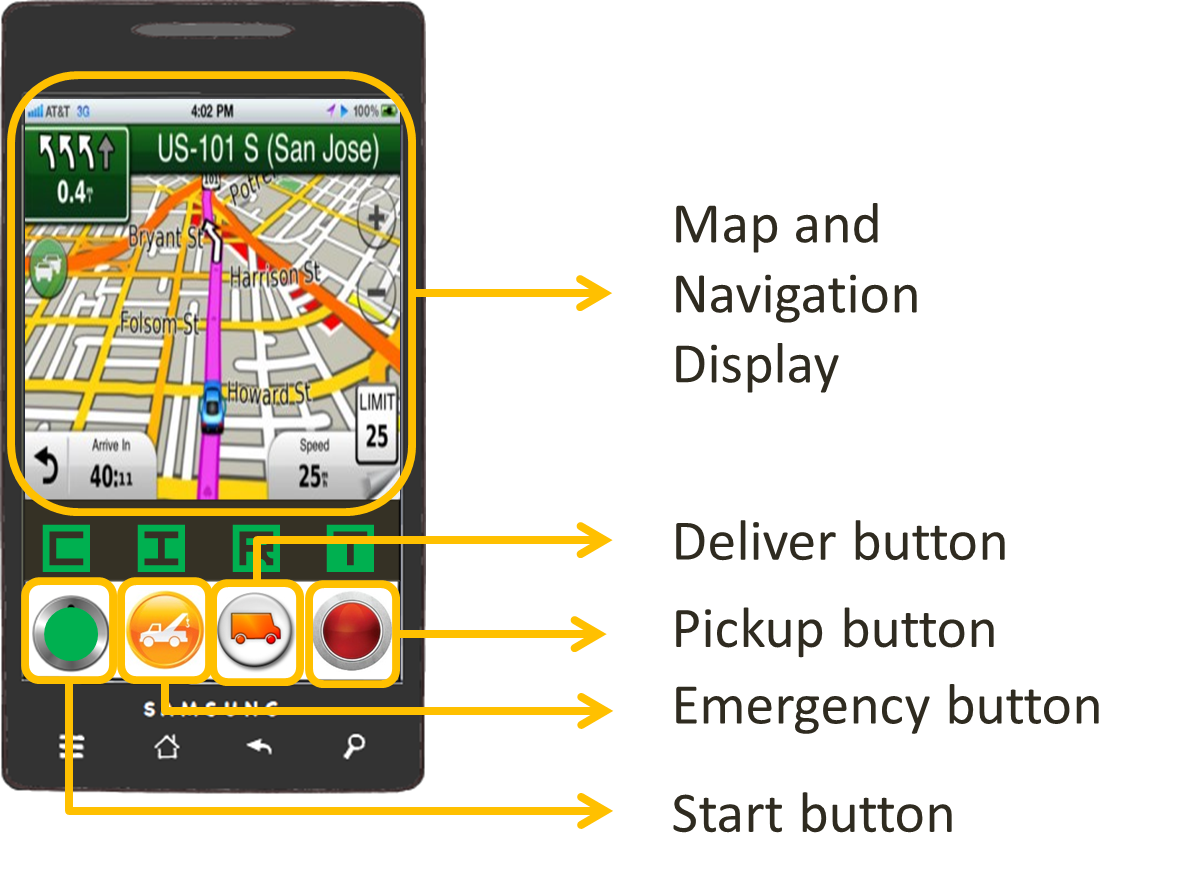 AT&T 3G 4:02 PM 100%
US-101 S (San Jose)
0.4
101
Bryant St
Harrison St
Folsom St
Howard St
LIMIT
25
Arrive In
40:11
Speed
25
C I R T
SAMSUNG
Map and
Navigation
Display
Deliver button
Pickup button
Emergency button
Start button